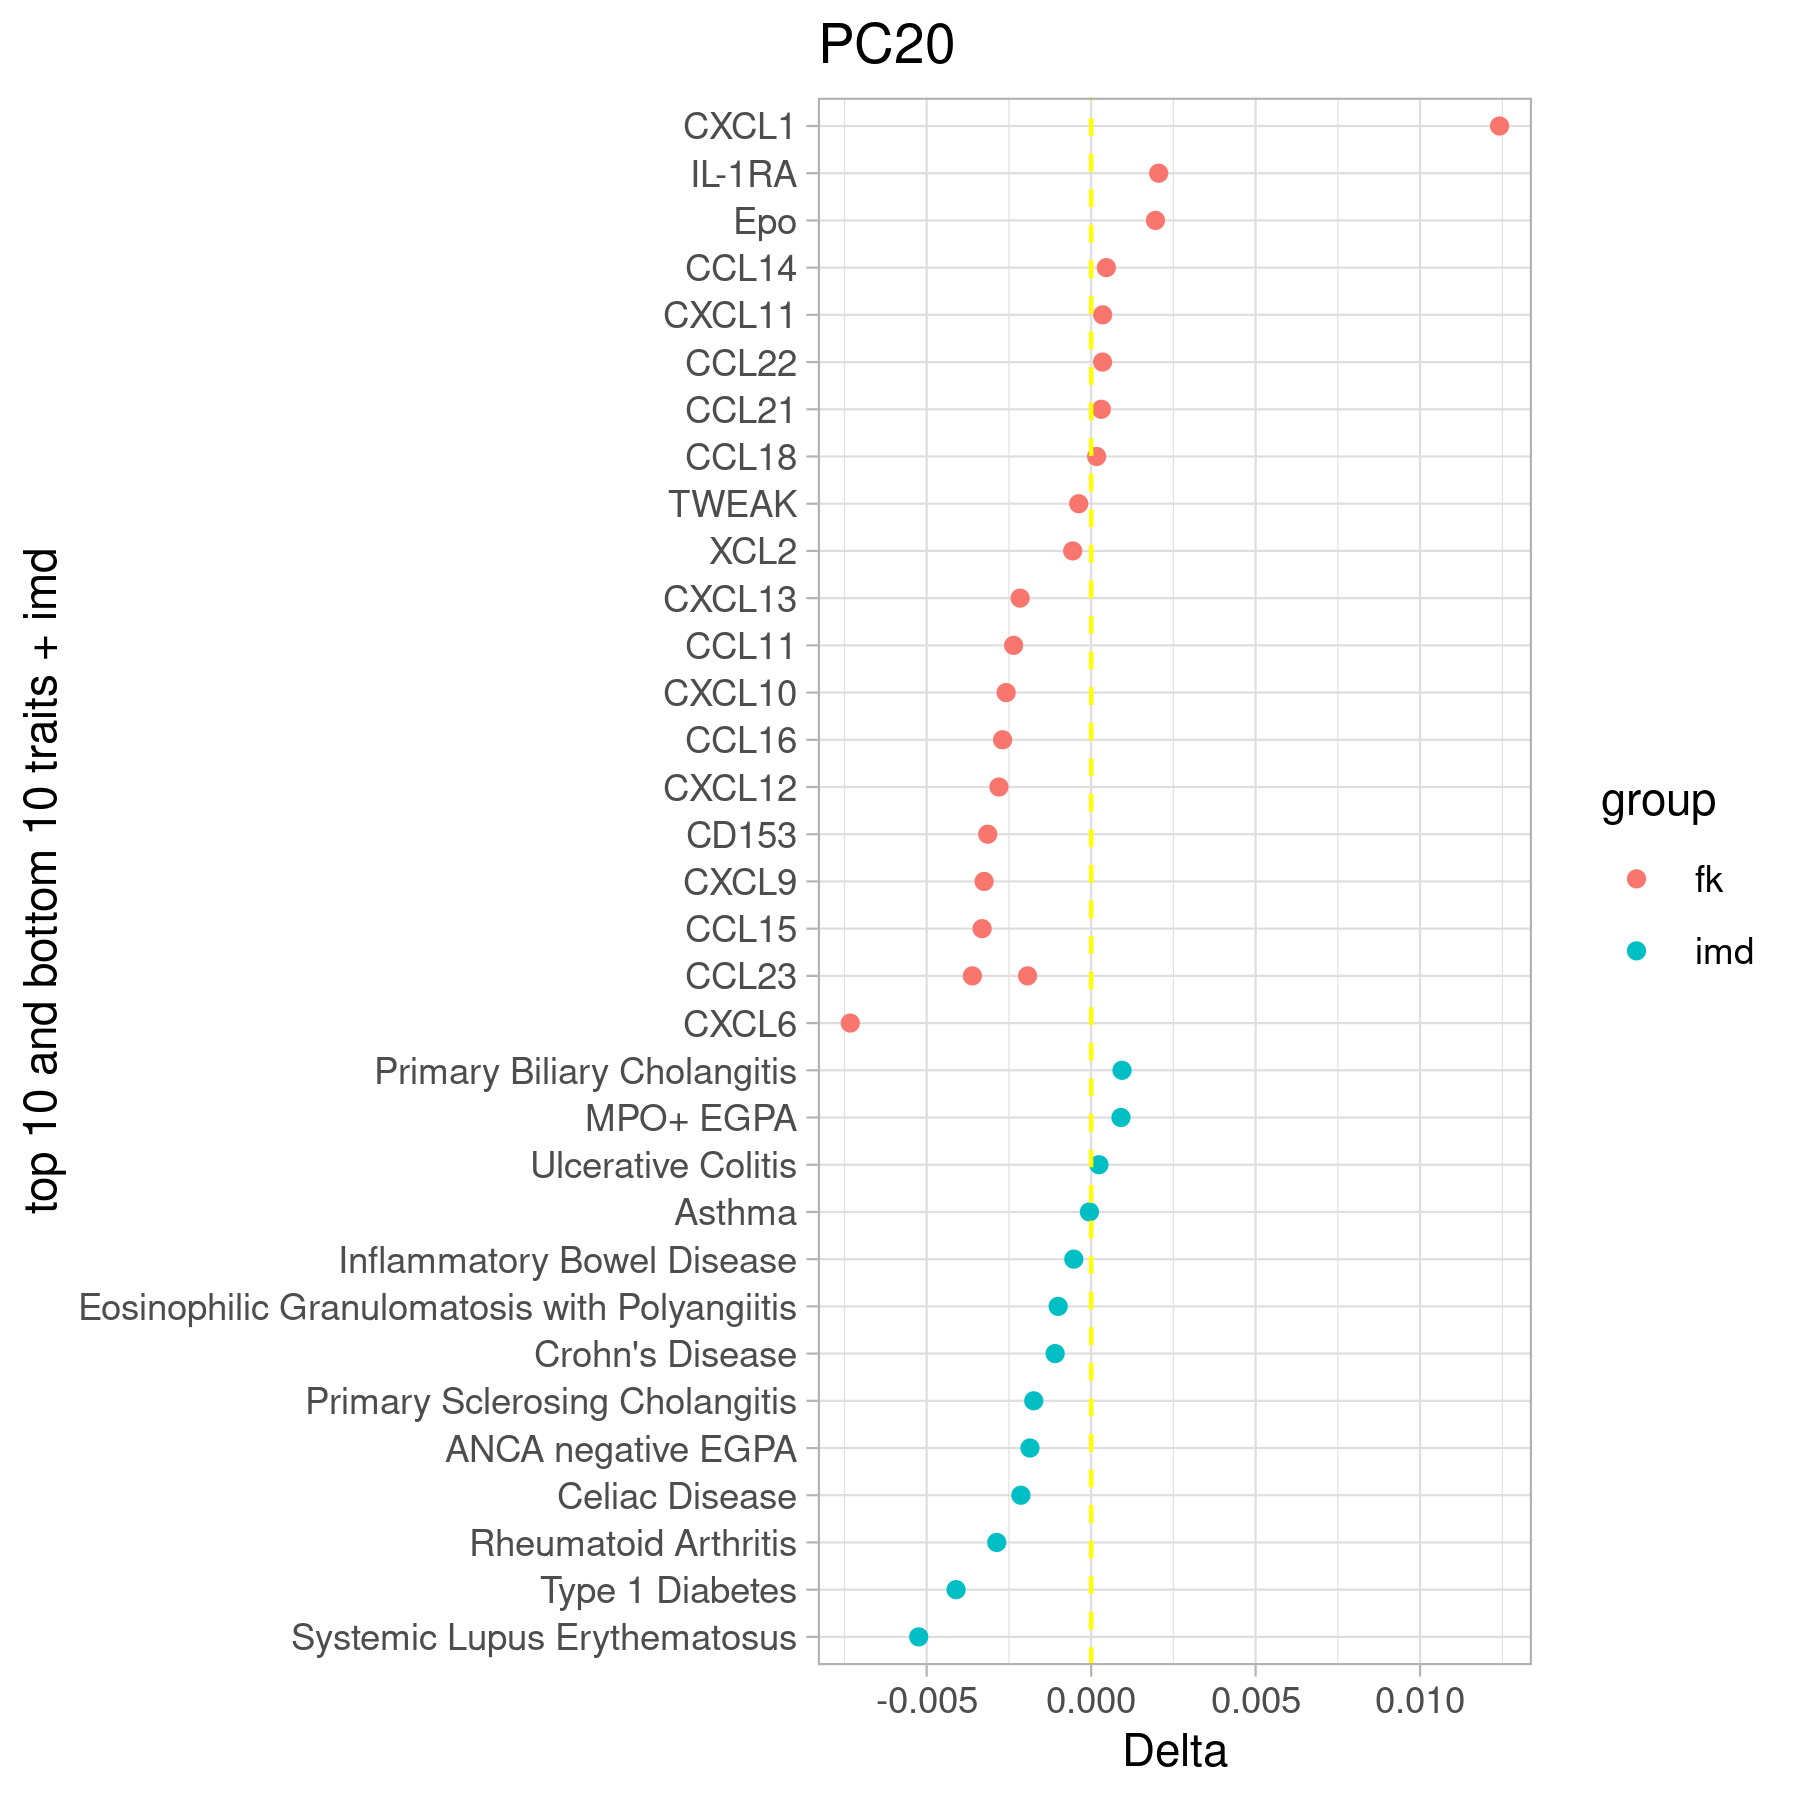 PC20
CXCL1
IL-1RA
Epo
CCL14
CXCL11
CCL22
CCL21
CCL18
TWEAK
XCL2
CXCL13
CCL11
CXCL10
CCL16
CXCL12
CD153
CXCL9
CCL15
CCL23
CXCL6
Primary Biliary Cholangitis
MPO+ EGPA
Ulcerative Colitis
Asthma
Inflammatory Bowel Disease
Eosinophilic Granulomatosis with Polyangiitis
Crohn's Disease
Primary Sclerosing Cholangitis
ANCA negative EGPA
Celiac Disease
Rheumatoid Arthritis
Type 1 Diabetes
Systemic Lupus Erythematosus
top 10 and bottom 10 traits + imd
-0.005 0.000 0.005 0.010
Delta
group
fk
imd